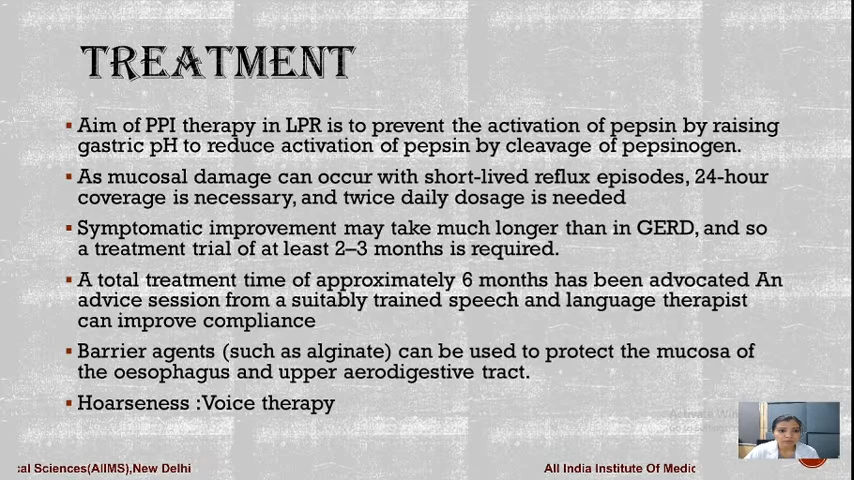 TREATMENT
▪ Aim of PPI therapy in LPR is to prevent the activation of pepsin by raising
gastric pH to reduce activation of pepsin by cleavage of pepsinogen.
▪ As mucosal damage can occur with short-lived reflux episodes, 24-hour
coverage is necessary, and twice daily dosage is needed
▪ Symptomatic improvement may take much longer than in GERD, and so
a treatment trial of at least 2–3 months is required.
▪ A total treatment time of approximately 6 months has been advocated An
advice session from a suitably trained speech and language therapist
can improve compliance
▪ Barrier agents (such as alginate) can be used to protect the mucosa of
the oesophagus and upper aerodigestive tract.
▪ Hoarseness :Voice therapy
Activate
cal Sciences(AIIMS),New Delhi
All India Institute Of Medic